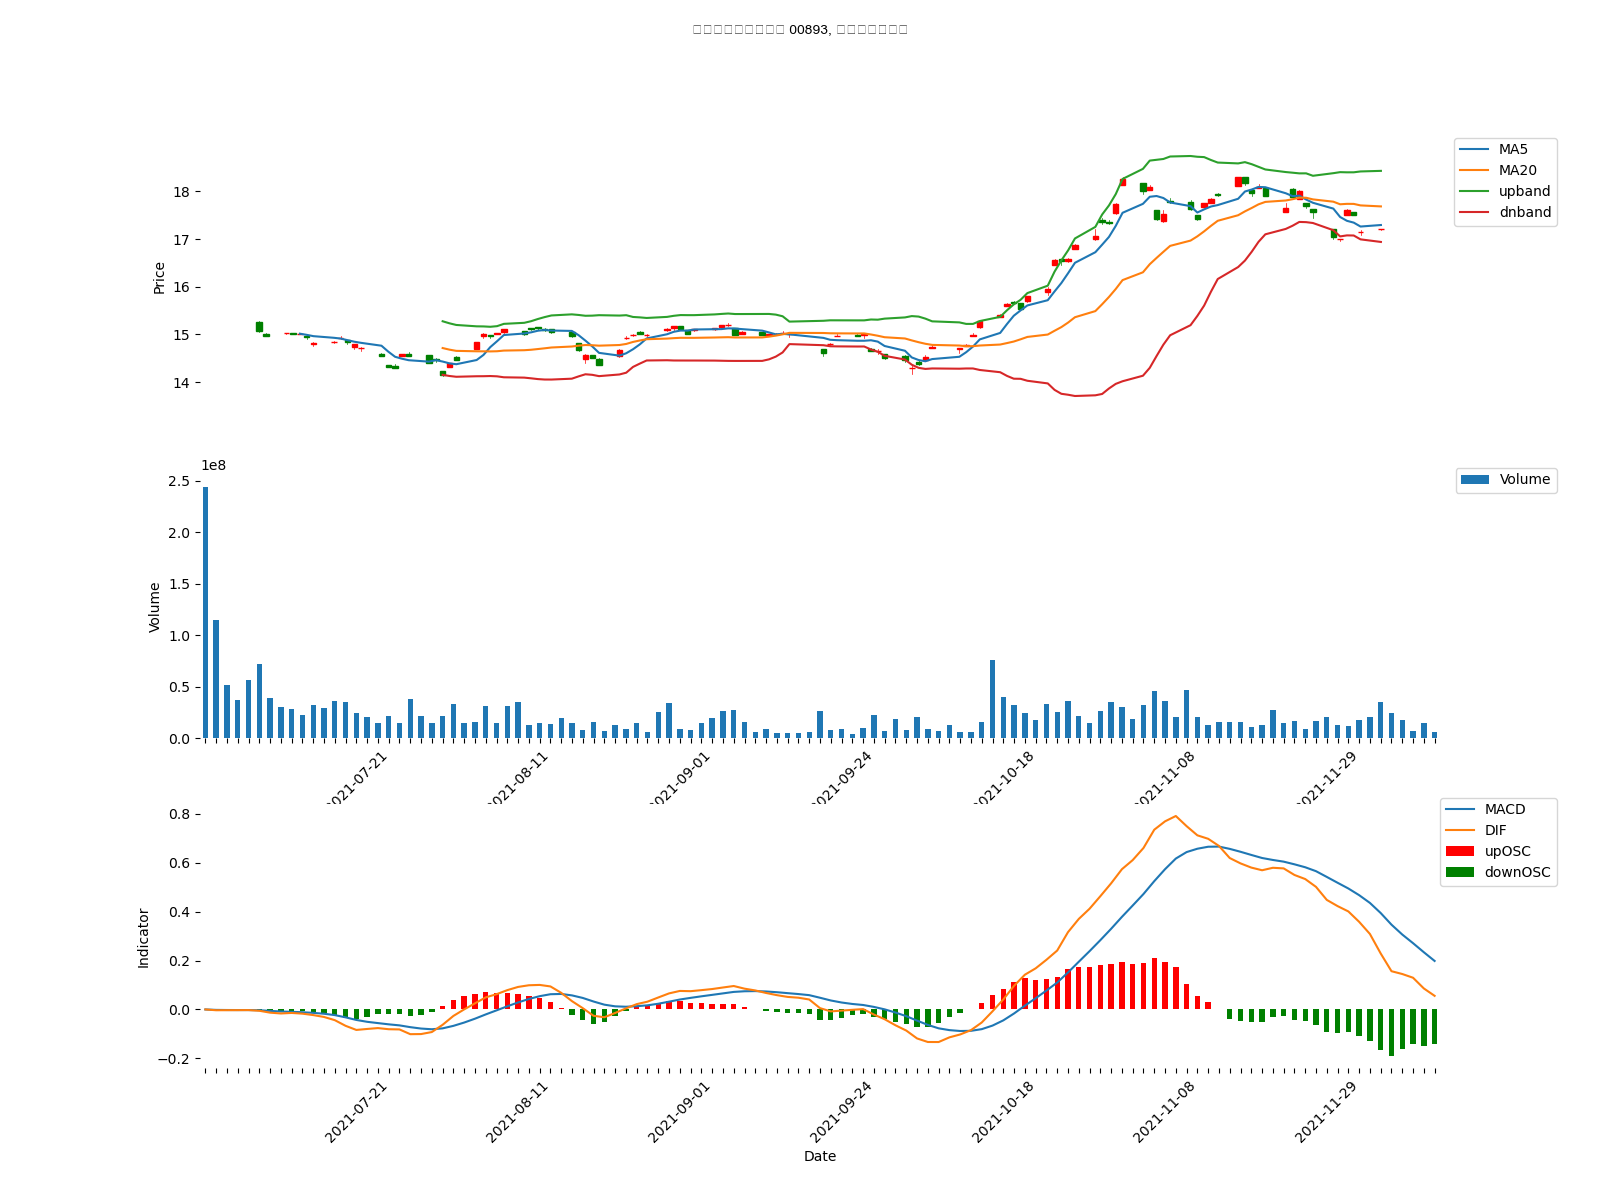 00893,
MA5
MA20
upband
dnband
Price
18
17
16
15
14
1e8
Volume
Volume
2.5
2.0
1.5
1.0
0.5
0.0
2021-07-21
2021-08-11
2021-09-01
2021-09-24
2021-10-18
2021-11-08
2021-11-29
MACD
DIF
upOSC
downOSC
Indicator
0.8
0.6
0.4
0.2
0.0
−0.2
2021-07-21
2021-08-11
2021-09-01
2021-09-24
2021-10-18
2021-11-08
2021-11-29
Date